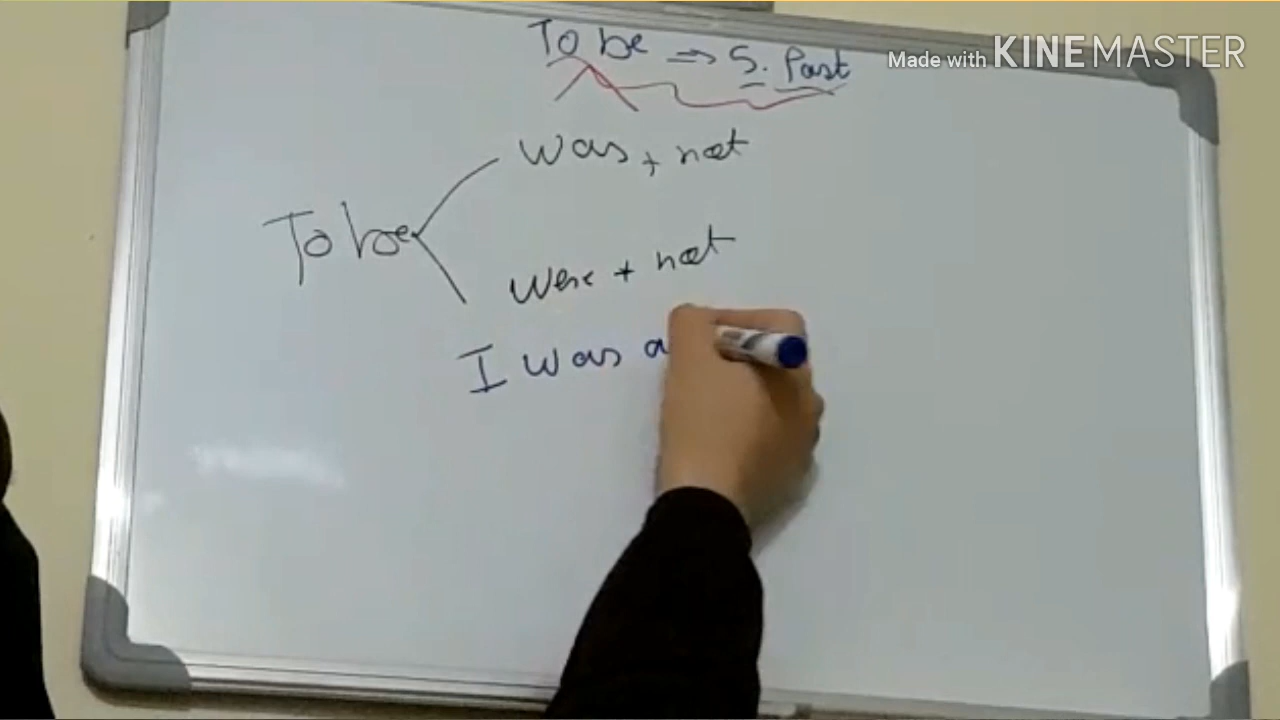 To be ⇒ S. Past
Made with KINEMASTER
was + not
To be
were + not
I was a